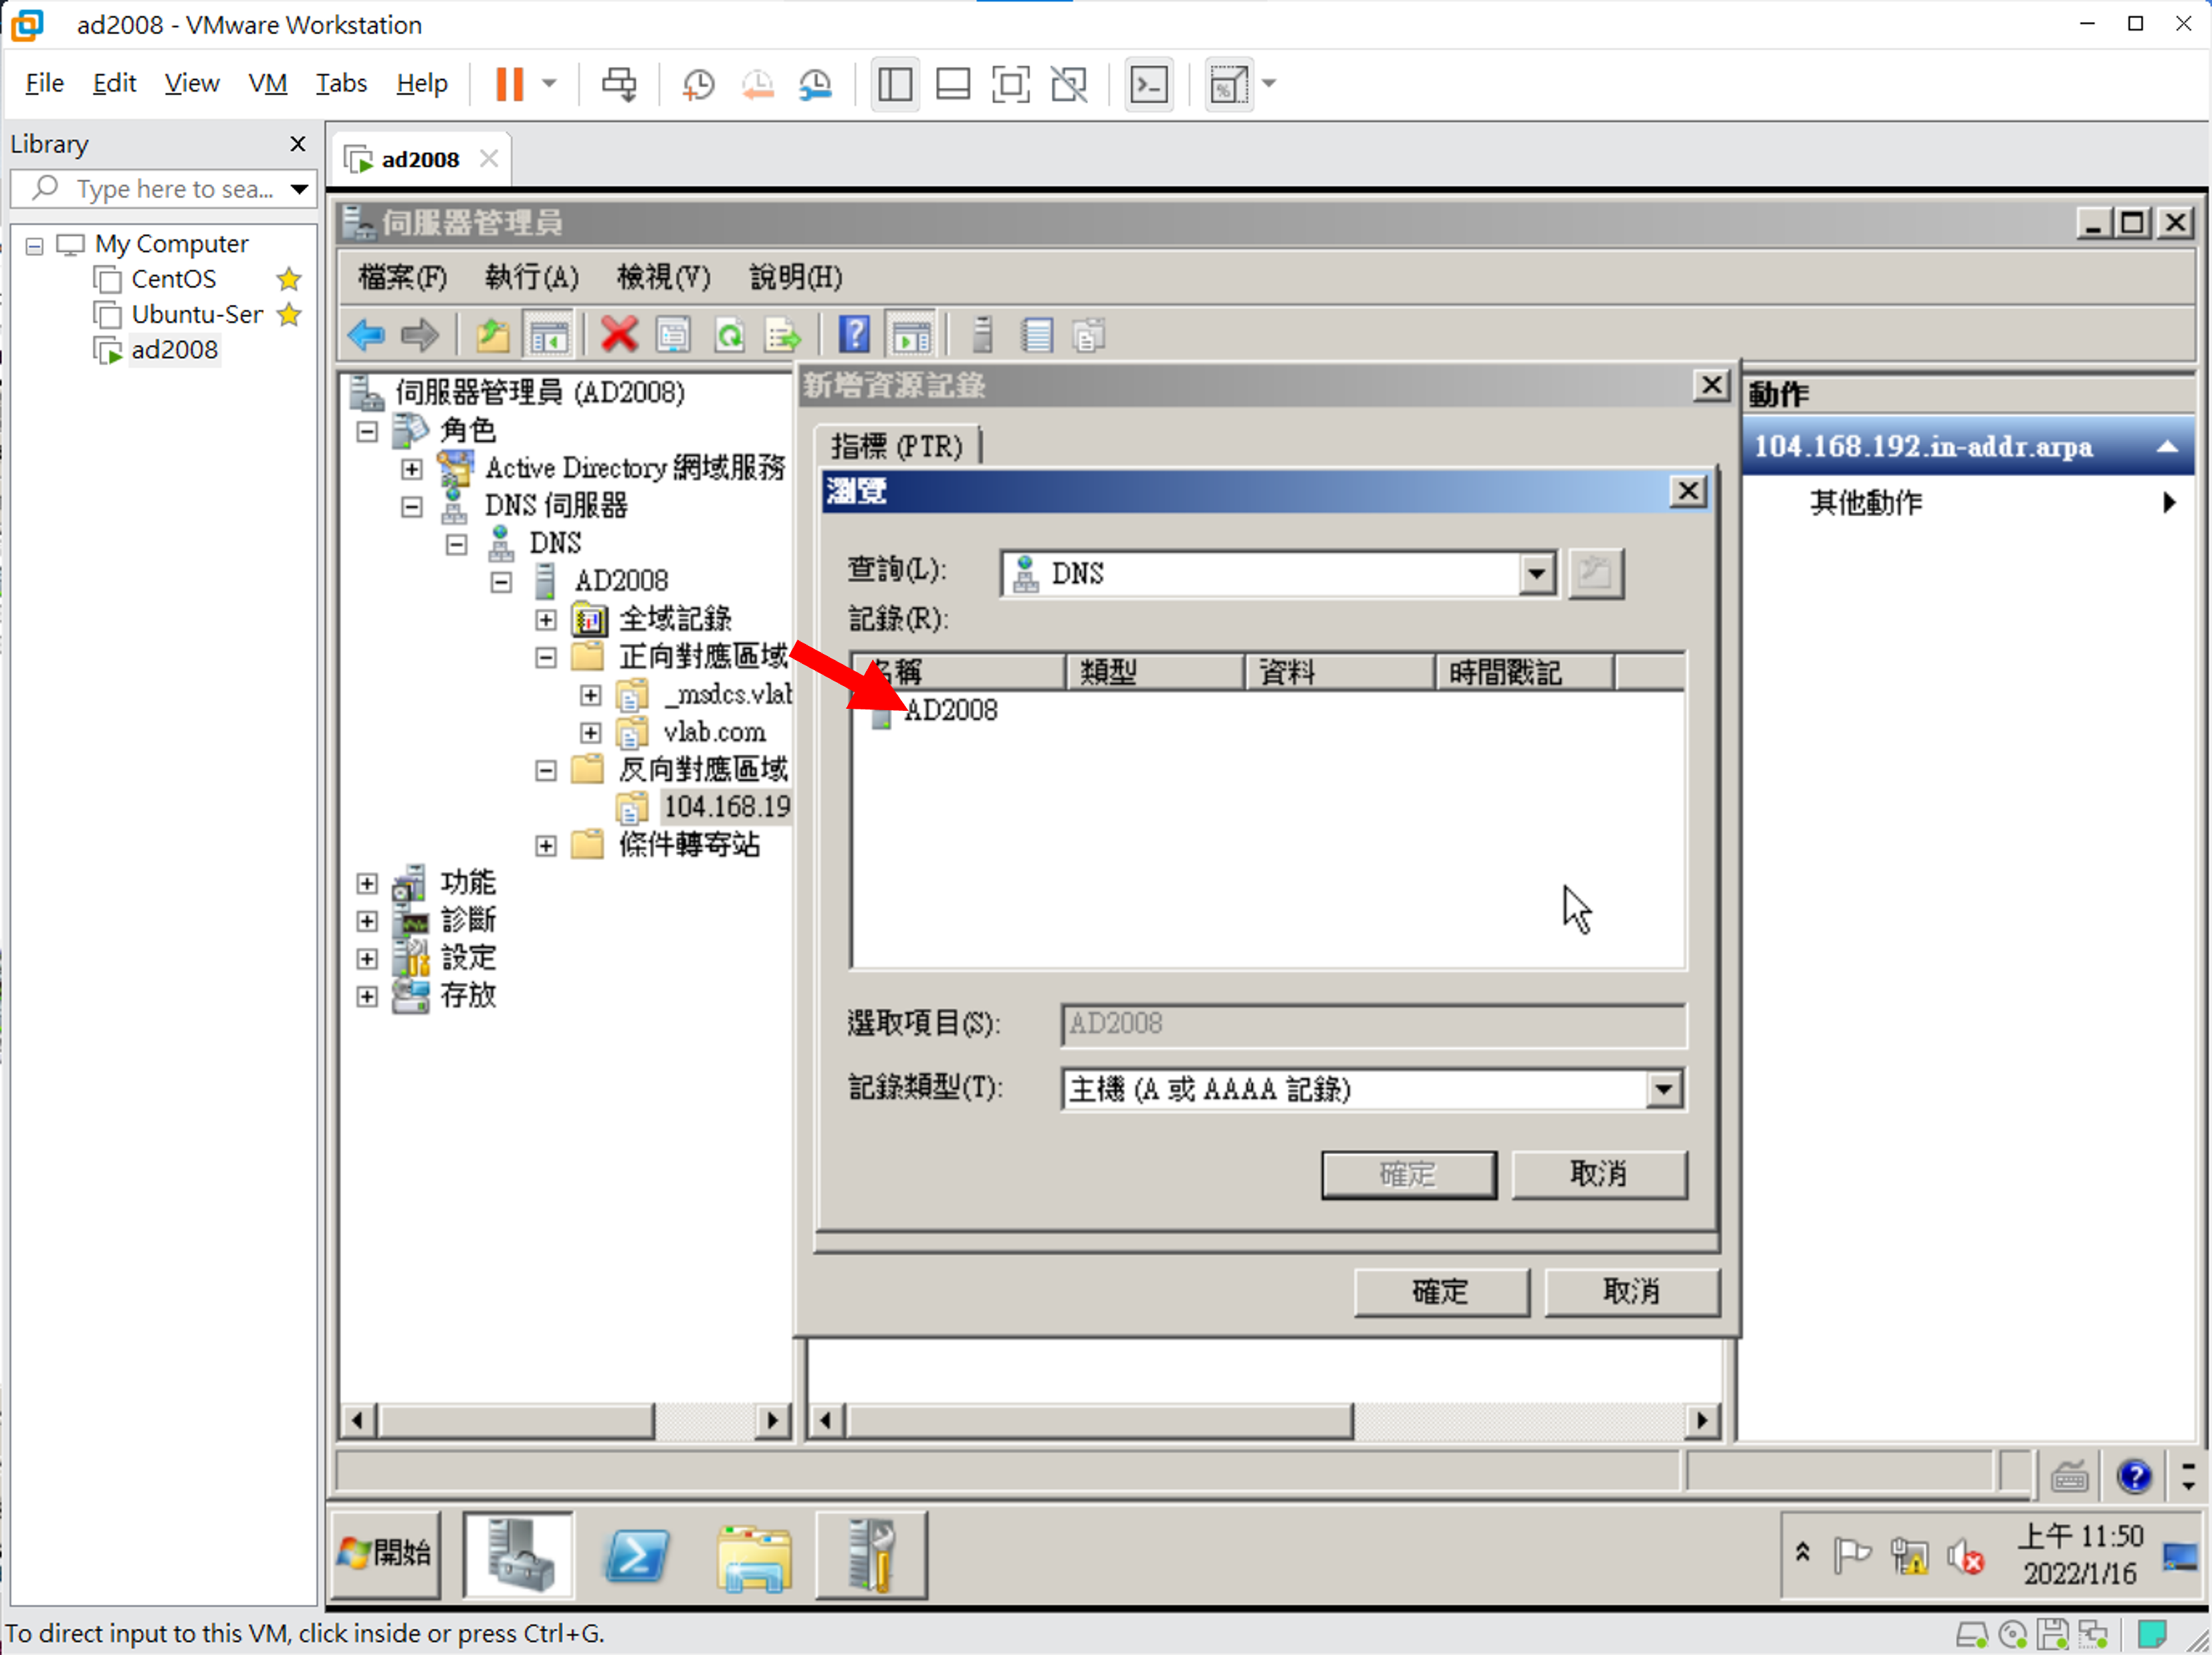 ad2008 - VMware Workstation
File Edit View VM Tabs Help
Library
Type here to sea...
My Computer
CentOS
Ubuntu-Ser
ad2008
ad2008
伺服器管理員
檔案(F) 執行(A) 檢視(V) 說明(H)
伺服器管理員 (AD2008)
角色
Active Directory 網域服務
DNS 伺服器
DNS
AD2008
全域記錄
正向對應區域
_msdcs.vlab
vlab.com
反向對應區域
104.168.19
條件轉寄站
功能
診斷
設定
存放
新增資源記錄
指標 (PTR)
瀏覽
查詢(L): DNS
記錄(R):
名稱 類型 資料 時間戳記
AD2008
選取項目(S): AD2008
記錄類型(T): 主機 (A 或 AAAA 記錄)
確定 取消
確定 取消
動作
104.168.192.in-addr.arpa
其他動作
開始
上午 11:50
2022/1/16
To direct input to this VM, click inside or press Ctrl+G.